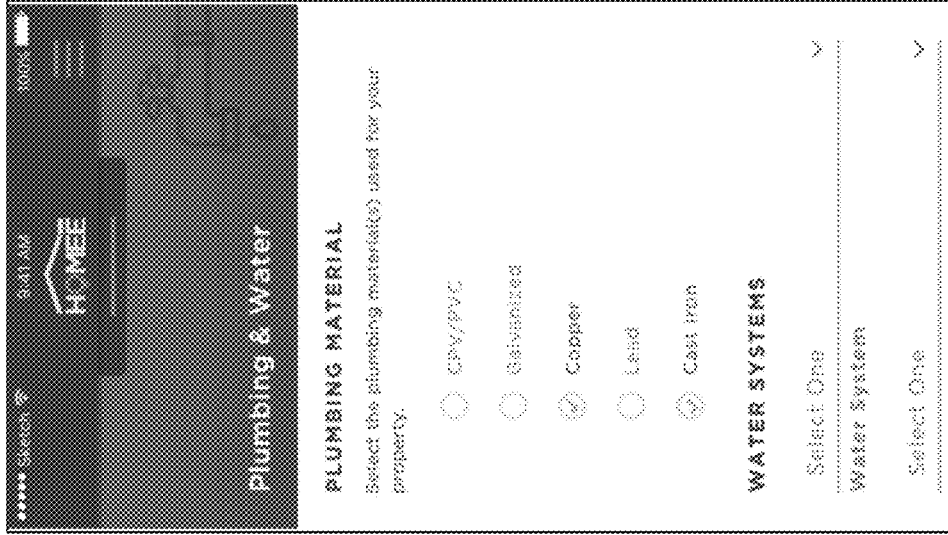 Sketch 9:41 AM 100%
HOMEE
Plumbing & Water
PLUMBING MATERIAL
Select the plumbing material(s) used for your
property.
CPV/PVC
Galvanized
Copper
Lead
Cast Iron
WATER SYSTEMS
Select One
Water System
Select One